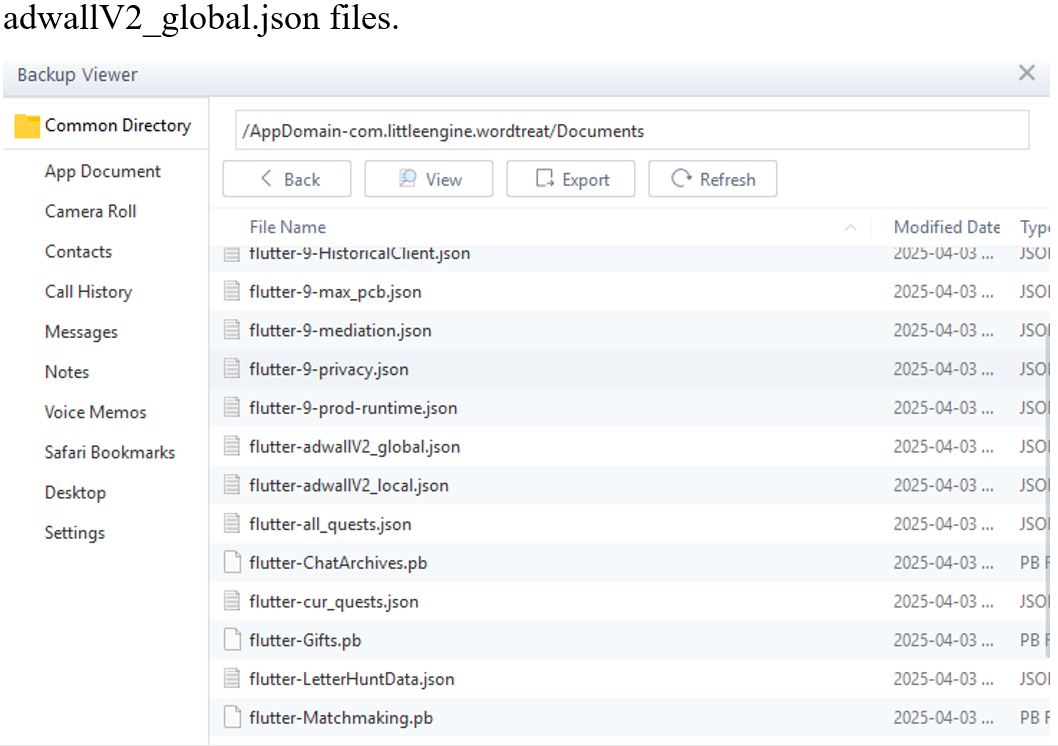 adwallV2_global.json files.
Backup Viewer
Common Directory
App Document
Camera Roll
Contacts
Call History
Messages
Notes
Voice Memos
Safari Bookmarks
Desktop
Settings
/AppDomain-com.littleengine.wordtreat/Documents
Back View Export Refresh
File Name Modified Date Type
flutter-9-HistoricalClient.json 2025-04-03 ... JSO
flutter-9-max_pcb.json 2025-04-03 ... JSO
flutter-9-mediation.json 2025-04-03 ... JSO
flutter-9-privacy.json 2025-04-03 ... JSO
flutter-9-prod-runtime.json 2025-04-03 ... JSO
flutter-adwallV2_global.json 2025-04-03 ... JSO
flutter-adwallV2_local.json 2025-04-03 ... JSO
flutter-all_quests.json 2025-04-03 ... JSO
flutter-ChatArchives.pb 2025-04-03 ... PB F
flutter-cur_quests.json 2025-04-03 ... JSO
flutter-Gifts.pb 2025-04-03 ... PB F
flutter-LetterHuntData.json 2025-04-03 ... JSO
flutter-Matchmaking.pb 2025-04-03 ... PB F